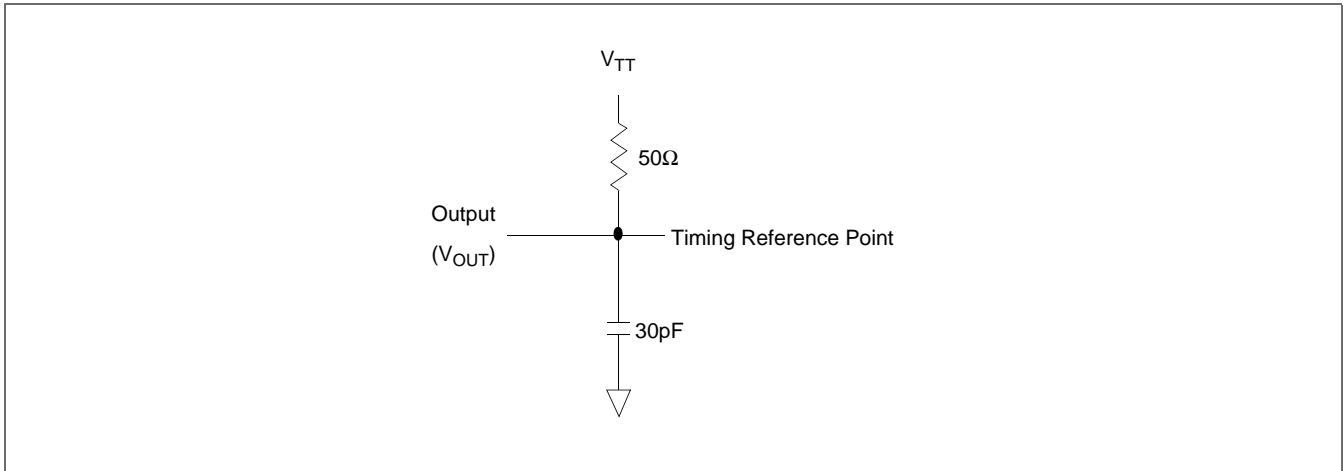 V_TT
50Ω
Output
(V_OUT)
Timing Reference Point
30pF